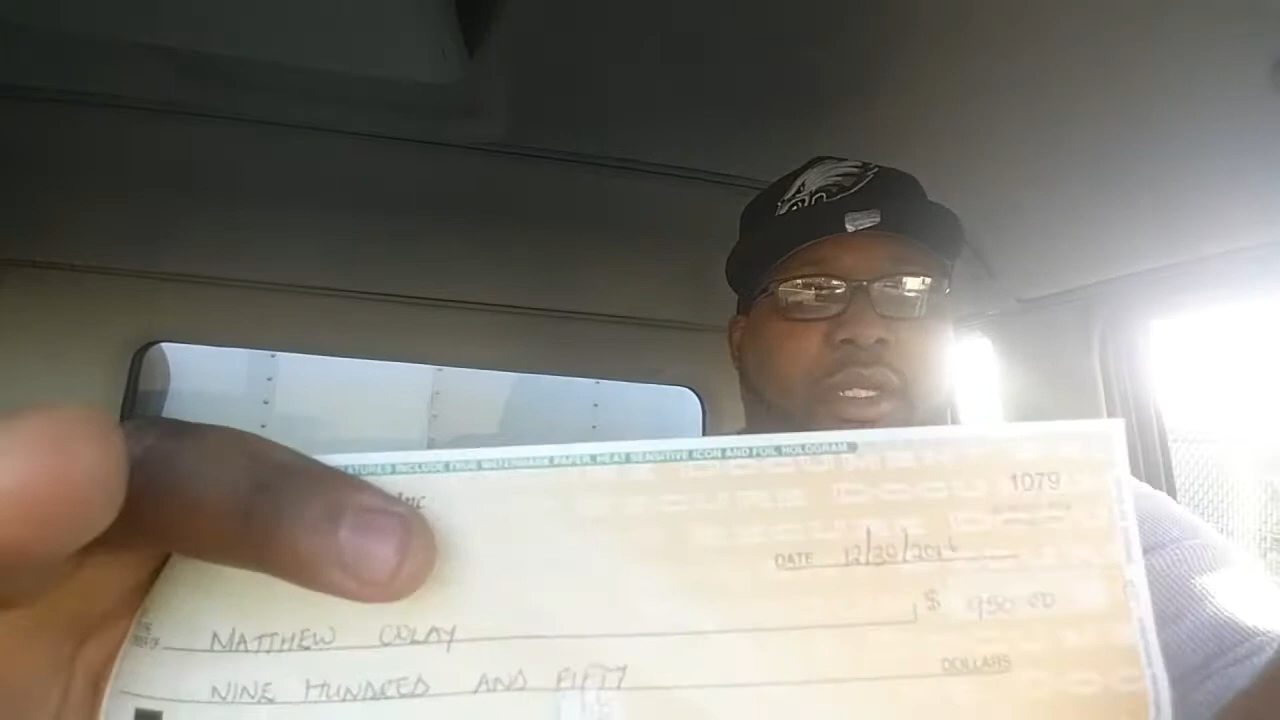 FEATURES INCLUDE TRUE WATERMARK PAPER, HEAT SENSITIVE ICON AND FOIL HOLOGRAM
Inc
1079
DATE 12/30/2016
$ 950.00
MATTHEW COLAY
NINE HUNDRED AND FIFTY
DOLLARS